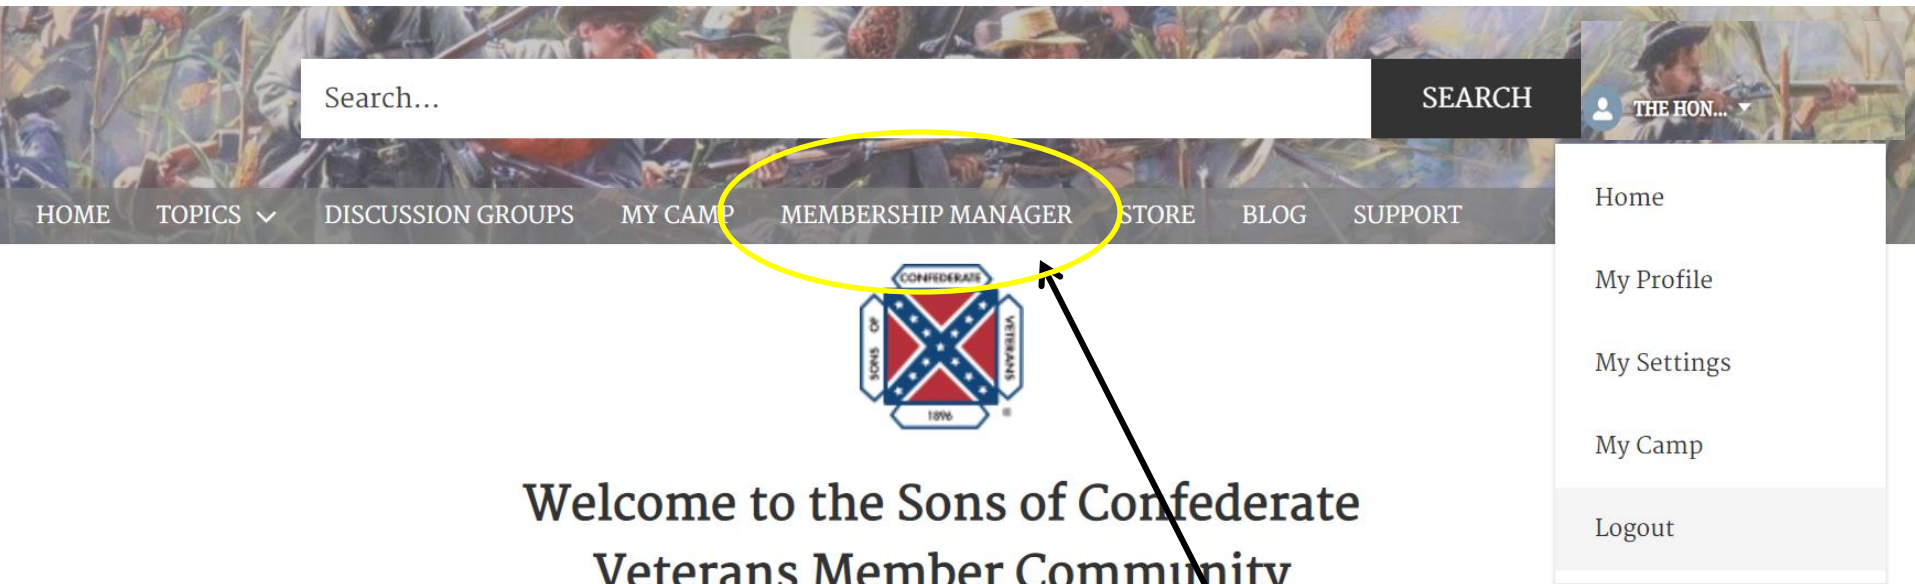 Search...
SEARCH
THE HON...
HOME TOPICS DISCUSSION GROUPS MY CAMP MEMBERSHIP MANAGER STORE BLOG SUPPORT
Home
My Profile
My Settings
My Camp
Logout
CONFEDERATE
SONS OF
VETERANS
1896
®
Welcome to the Sons of Confederate
Veterans Member Community